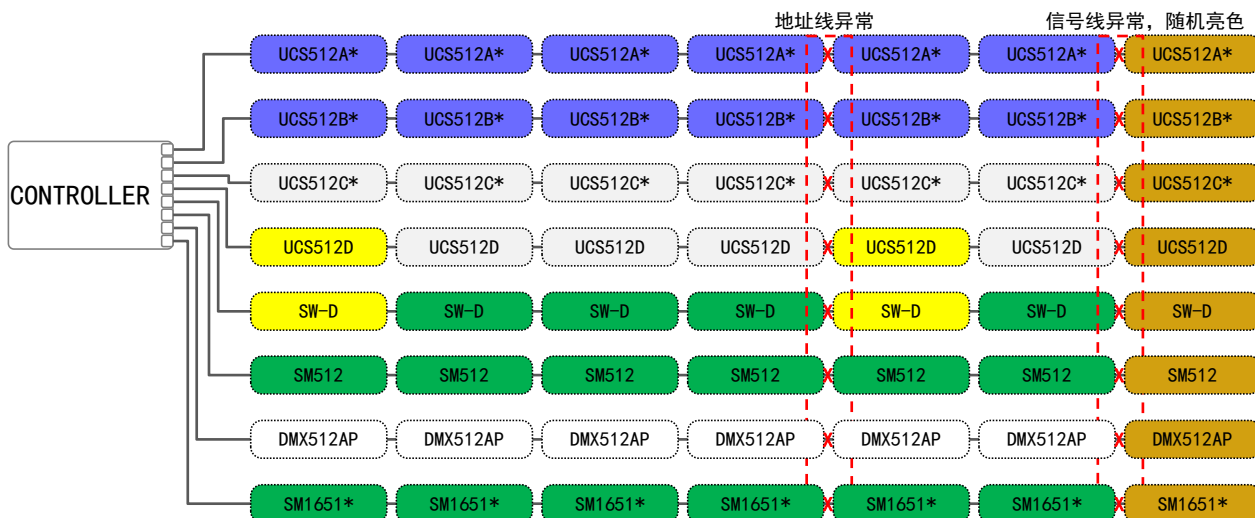 地址线异常 信号线异常，随机亮色
UCS512A* UCS512A* UCS512A* UCS512A* X UCS512A* UCS512A* X UCS512A*
UCS512B* UCS512B* UCS512B* UCS512B* X UCS512B* UCS512B* X UCS512B*
CONTROLLER
UCS512C* UCS512C* UCS512C* UCS512C* X UCS512C* UCS512C* X UCS512C*
UCS512D UCS512D UCS512D UCS512D X UCS512D UCS512D X UCS512D
SW-D SW-D SW-D SW-D X SW-D SW-D X SW-D
SM512 SM512 SM512 SM512 X SM512 SM512 X SM512
DMX512AP DMX512AP DMX512AP DMX512AP X DMX512AP DMX512AP X DMX512AP
SM1651* SM1651* SM1651* SM1651* X SM1651* SM1651* X SM1651*